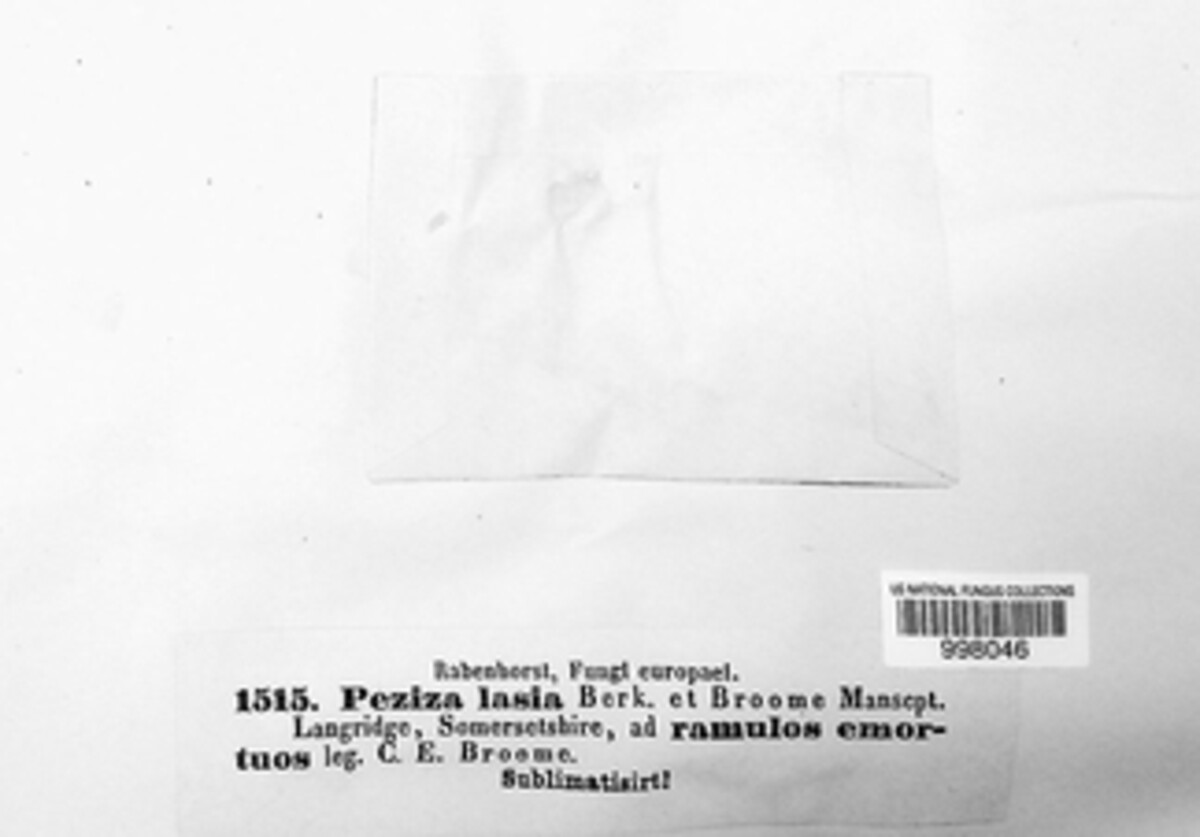 US NATIONAL FUNGUS COLLECTIONS
998046
Rabenhorst, Fungi europaei.
1515. Peziza lasia Berk. et Broome Manscpt.
Langridge, Somersetshire, ad ramulos emor-
tuos leg. C. E. Broome.
Sublimatisirt!